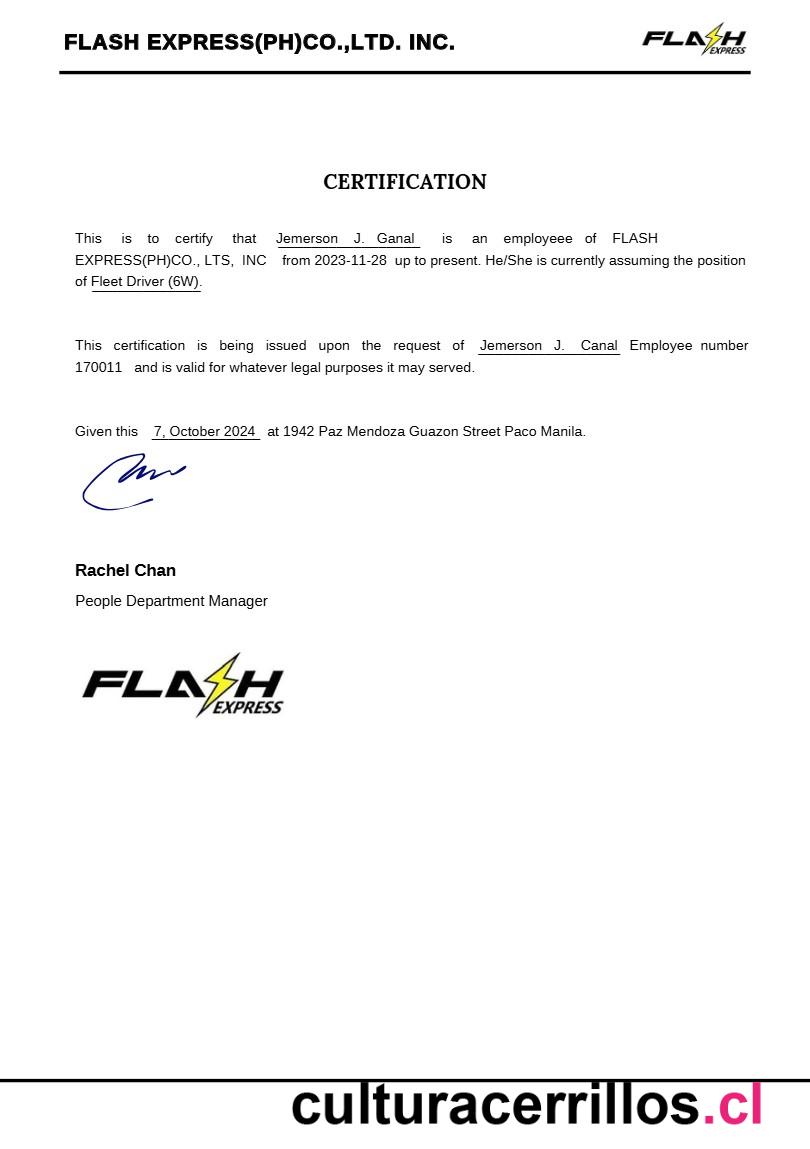 FLASH EXPRESS(PH)CO.,LTD. INC.
FLASH EXPRESS
CERTIFICATION
This is to certify that Jemerson J. Ganal is an employeee of FLASH
EXPRESS(PH)CO., LTS, INC from 2023-11-28 up to present. He/She is currently assuming the position
of Fleet Driver (6W).
This certification is being issued upon the request of Jemerson J. Canal Employee number
170011 and is valid for whatever legal purposes it may served.
Given this 7, October 2024 at 1942 Paz Mendoza Guazon Street Paco Manila.
Rachel Chan
People Department Manager
FLASH
EXPRESS
culturacerrillos.cl